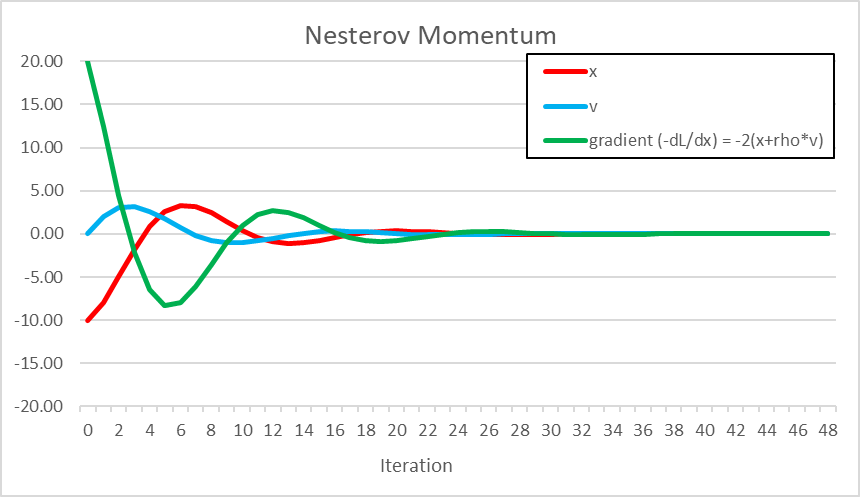 Nesterov Momentum
20.00
15.00
10.00
5.00
0.00
-5.00
-10.00
-15.00
-20.00
x
v
gradient (-dL/dx) = -2(x+rho*v)
0 2 4 6 8 10 12 14 16 18 20 22 24 26 28 30 32 34 36 38 40 42 44 46 48
Iteration